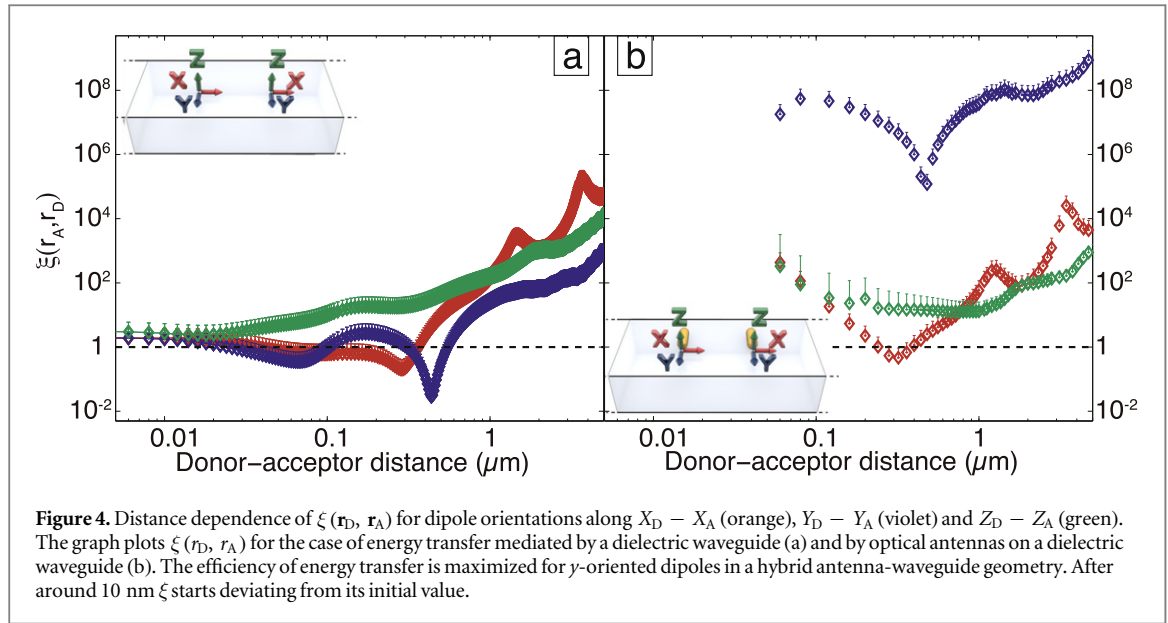 a
b
Z Z
X X
Y Y
10^8
10^6
10^4
10^2
1
10^-2
ξ(r_A,r_D)
0.01 0.1 1
Donor–acceptor distance (μm)
Z Z
X X
Y Y
10^8
10^6
10^4
10^2
1
10^-2
0.01 0.1 1
Donor–acceptor distance (μm)
Figure 4. Distance dependence of ξ (r_D, r_A) for dipole orientations along X_D − X_A (orange), Y_D − Y_A (violet) and Z_D − Z_A (green).
The graph plots ξ (r_D, r_A) for the case of energy transfer mediated by a dielectric waveguide (a) and by optical antennas on a dielectric
waveguide (b). The efficiency of energy transfer is maximized for y-oriented dipoles in a hybrid antenna-waveguide geometry. After
around 10 nm ξ starts deviating from its initial value.